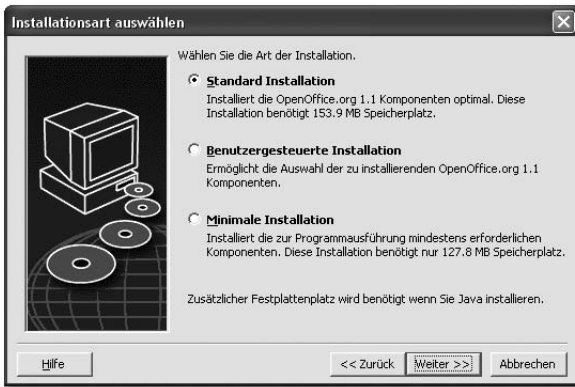 Installationsart auswählen
Wählen Sie die Art der Installation.
Standard Installation
Installiert die OpenOffice.org 1.1 Komponenten optimal. Diese
Installation benötigt 153.9 MB Speicherplatz.
Benutzergesteuerte Installation
Ermöglicht die Auswahl der zu installierenden OpenOffice.org 1.1
Komponenten.
Minimale Installation
Installiert die zur Programmausführung mindestens erforderlichen
Komponenten. Diese Installation benötigt nur 127.8 MB Speicherplatz.
Zusätzlicher Festplattenplatz wird benötigt wenn Sie Java installieren.
Hilfe
<< Zurück
Weiter >>
Abbrechen